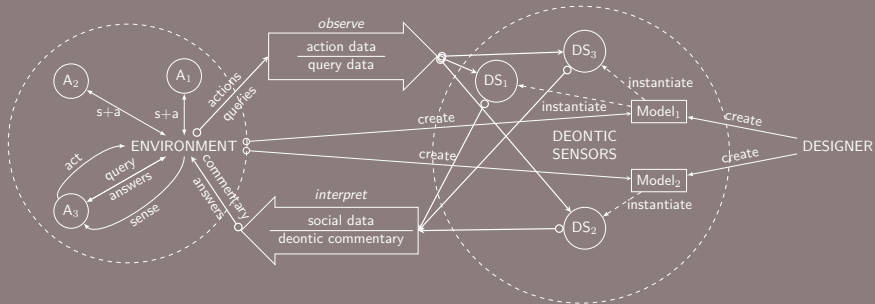 observe
action data
query data
A2
A1
s+a
s+a
actions
queries
DS3
DS1
instantiate
instantiate
Model1
create
create
DEONTIC
SENSORS
ENVIRONMENT
DESIGNER
create
create
Model2
instantiate
act
query
answers
sense
A3
commentary
answers
interpret
social data
deontic commentary
DS2